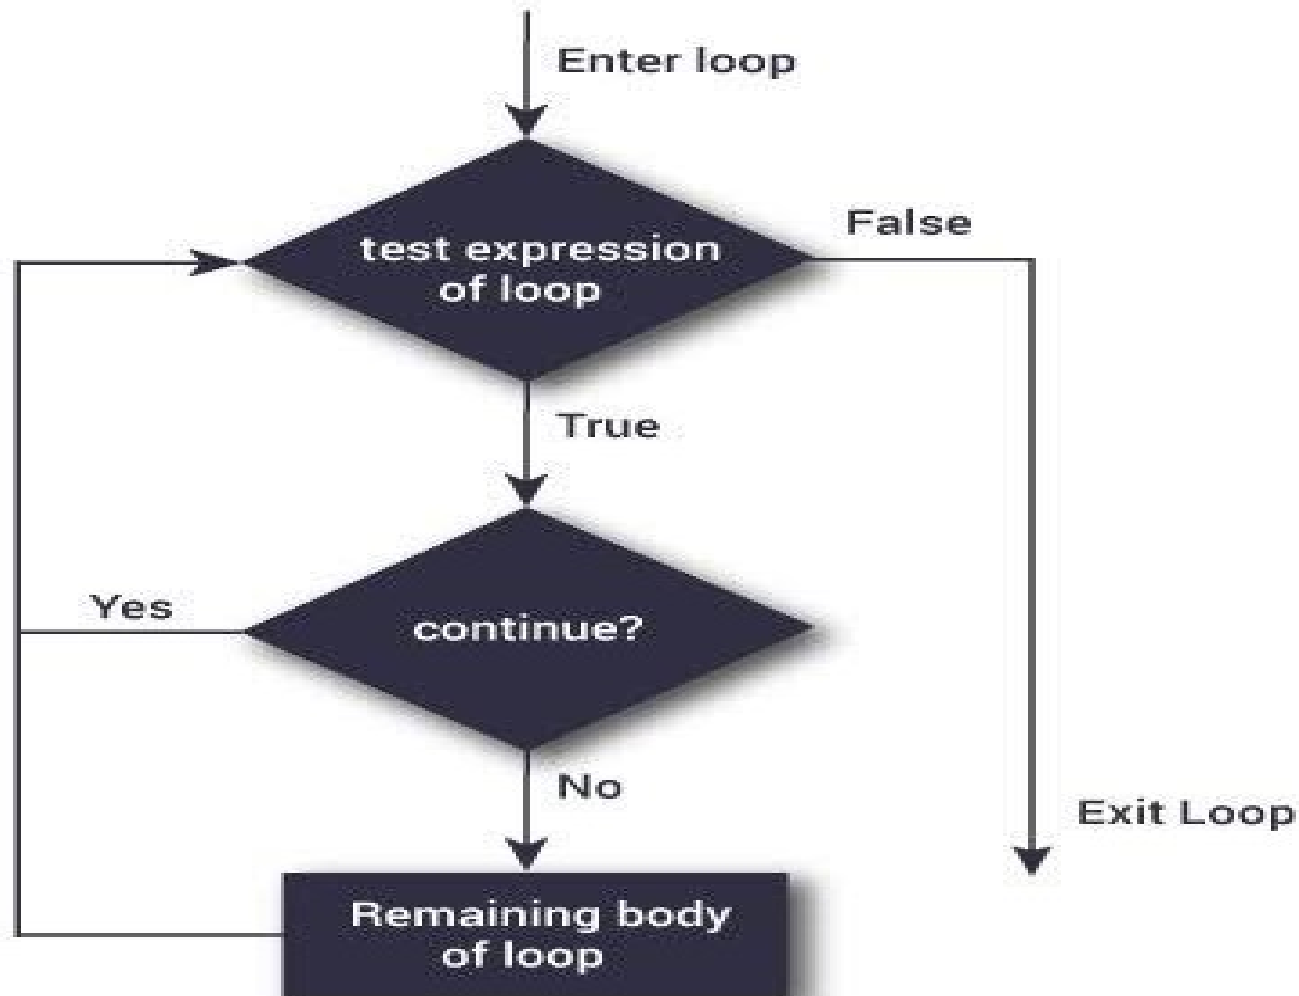 Enter loop
False
test expression
of loop
True
Yes
continue?
No
Exit Loop
Remaining body
of loop